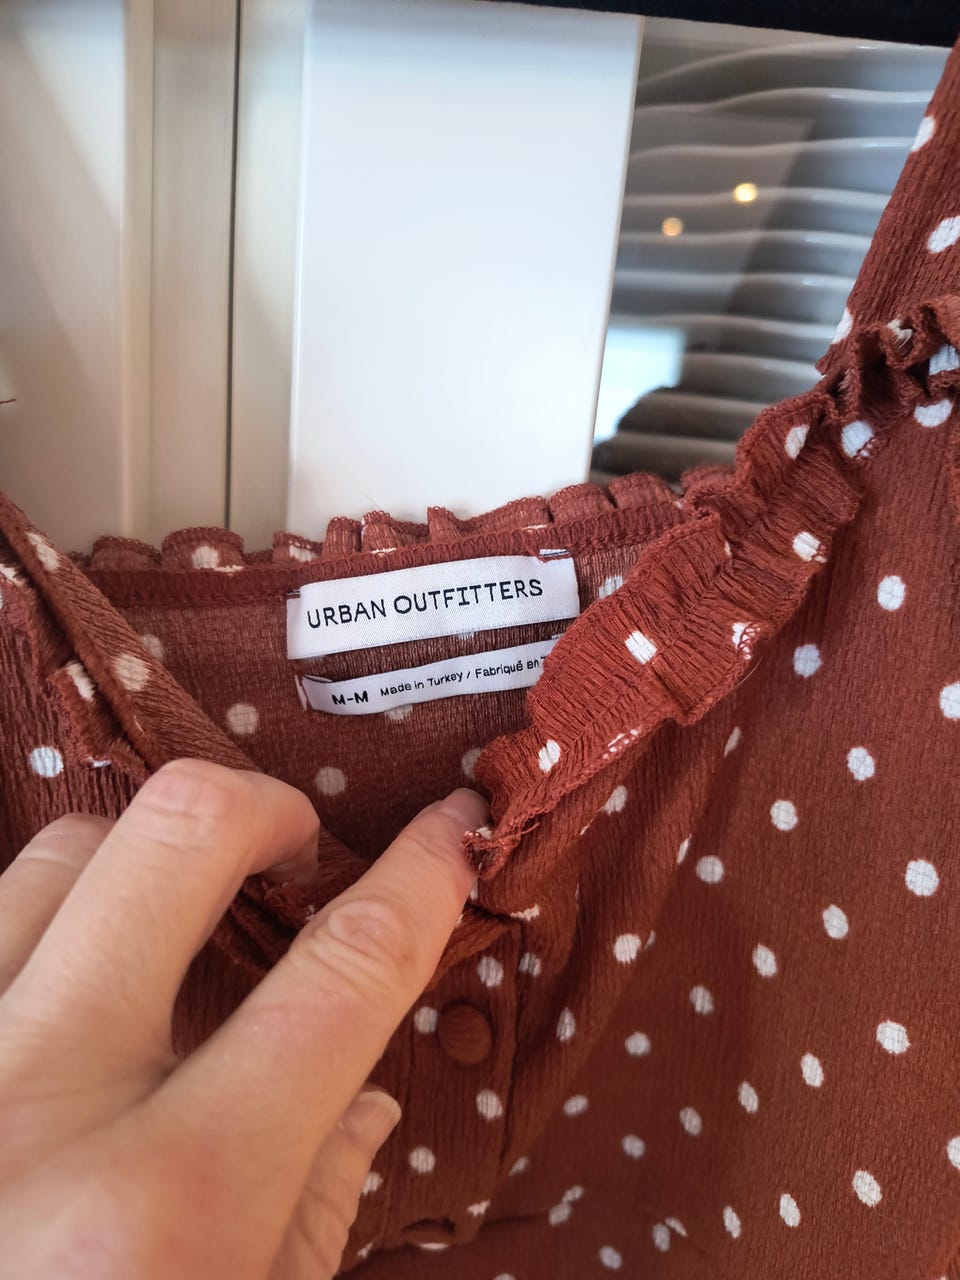 URBAN OUTFITTERS
M-M Made in Turkey / Fabriqué en